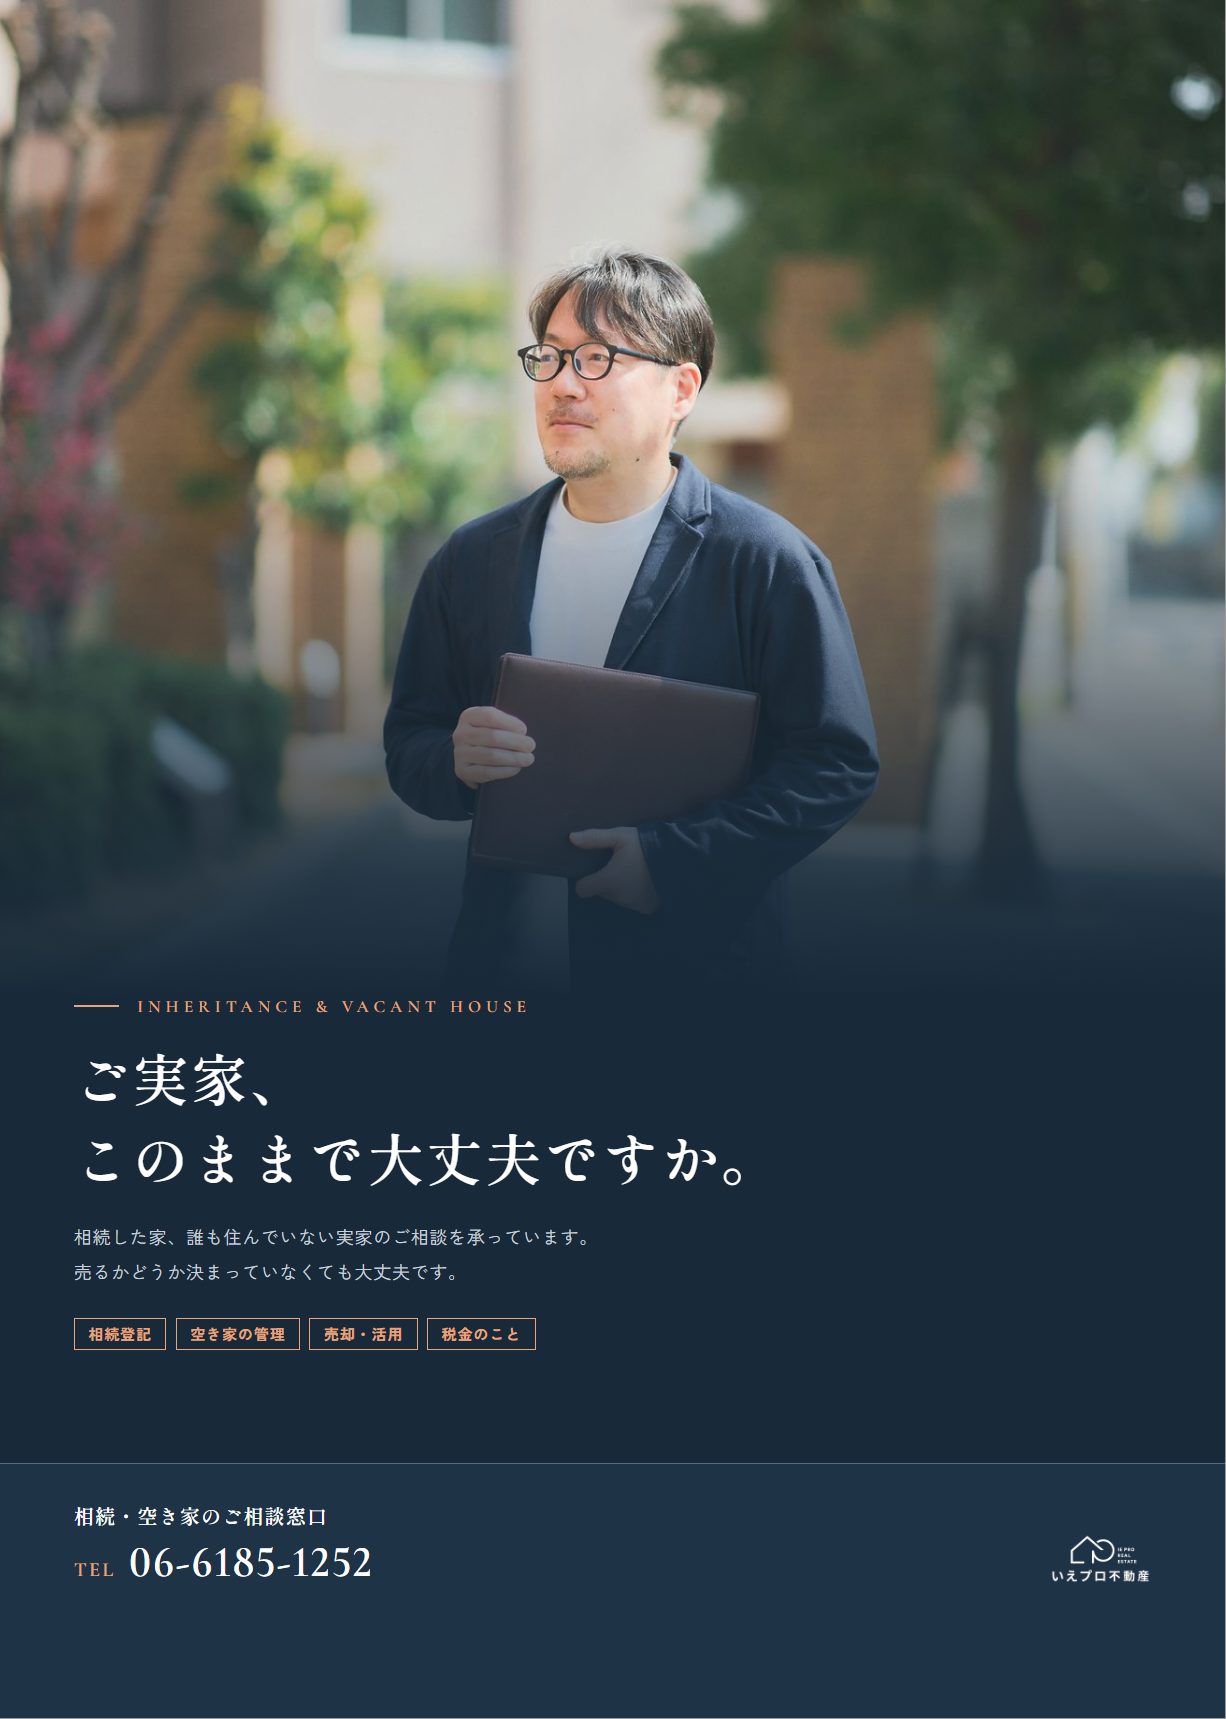 INHERITANCE & VACANT HOUSE
ご実家、
このままで大丈夫ですか。
相続した家、誰も住んでいない実家のご相談を承っています。
売るかどうか決まっていなくても大丈夫です。
相続登記 空き家の管理 売却・活用 税金のこと
相続・空き家のご相談窓口
TEL 06-6185-1252
IE PRO
REAL
ESTATE
いえプロ不動産